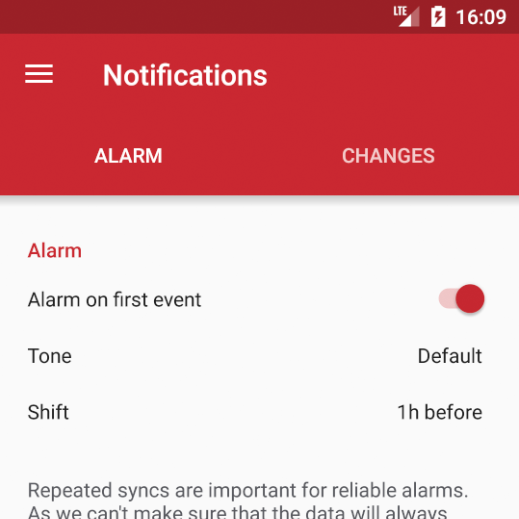 LTE 16:09
Notifications
ALARM CHANGES
Alarm
Alarm on first event
Tone Default
Shift 1h before
Repeated syncs are important for reliable alarms.
As we can't make sure that the data will always